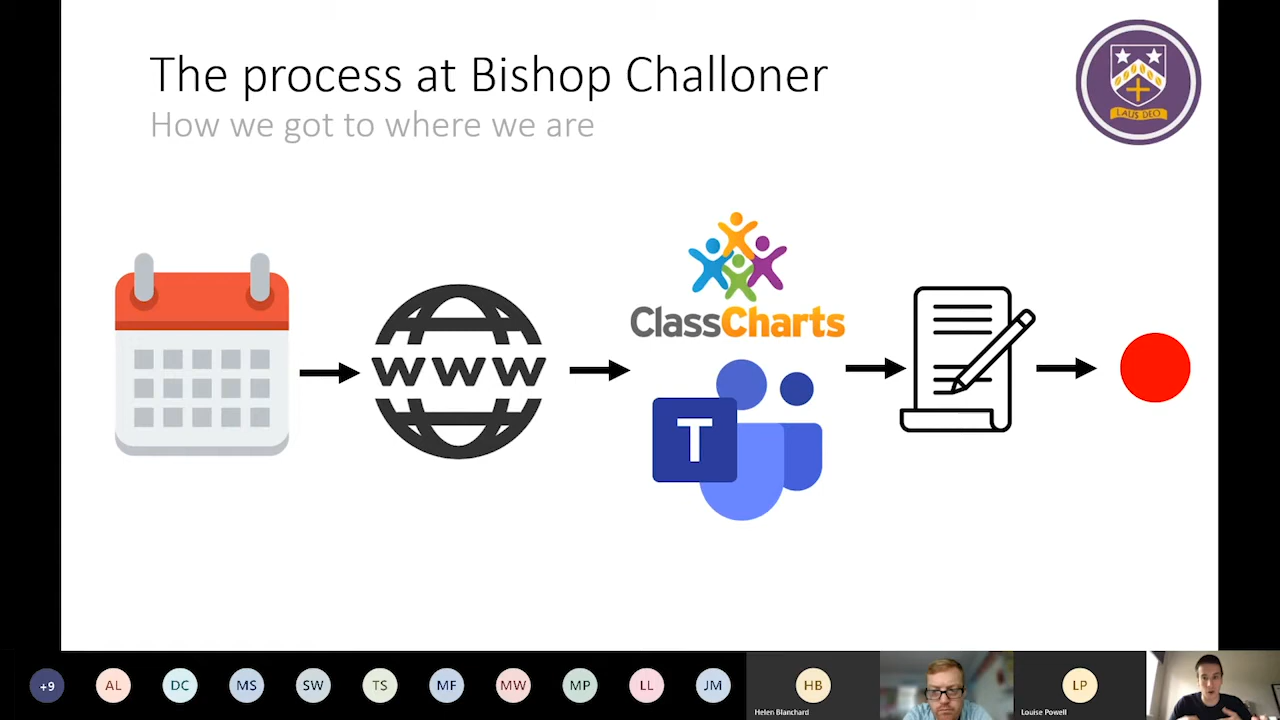 The process at Bishop Challoner
How we got to where we are
LAUS DEO
www
ClassCharts
T
+9
AL
DC
MS
SW
TS
MF
MW
MP
LL
JM
HB
Helen Blanchard
LP
Louise Powell